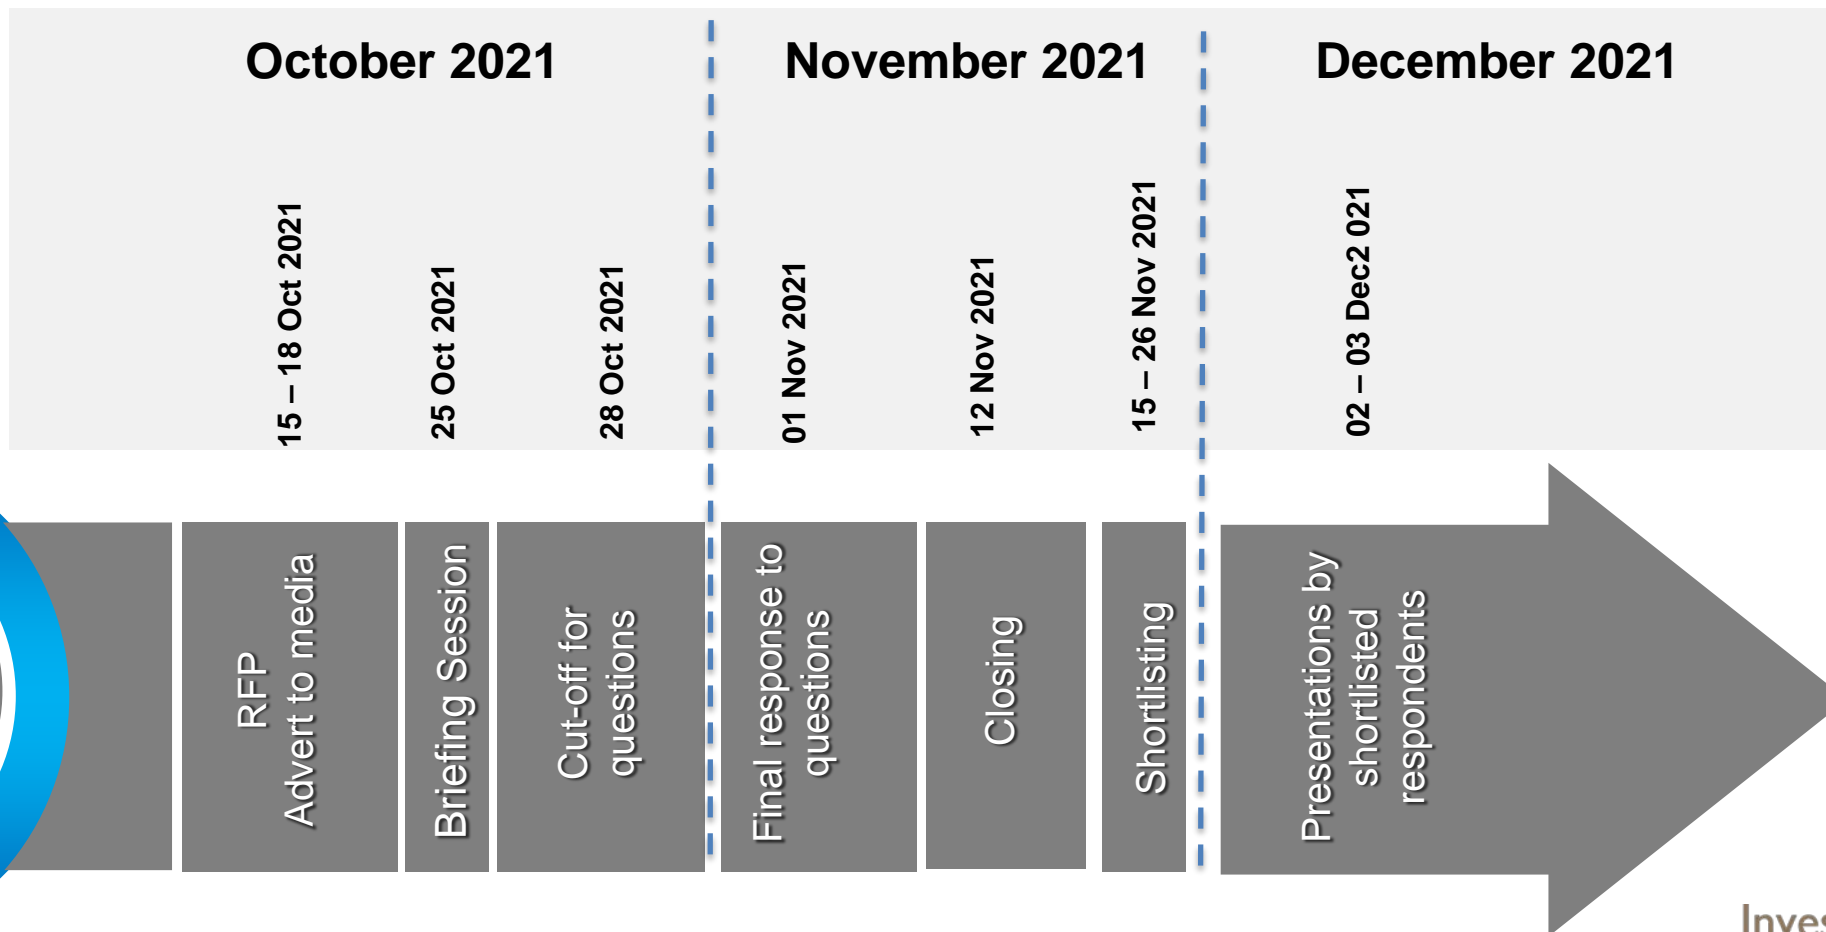 October 2021
November 2021
December 2021
15 – 18 Oct 2021
25 Oct 2021
28 Oct 2021
01 Nov 2021
12 Nov 2021
15 – 26 Nov 2021
02 – 03 Dec2 021
RFP
Advert to media
Briefing Session
Cut-off for
questions
Final response to
questions
Closing
Shortlisting
Presentations by
shortlisted
respondents